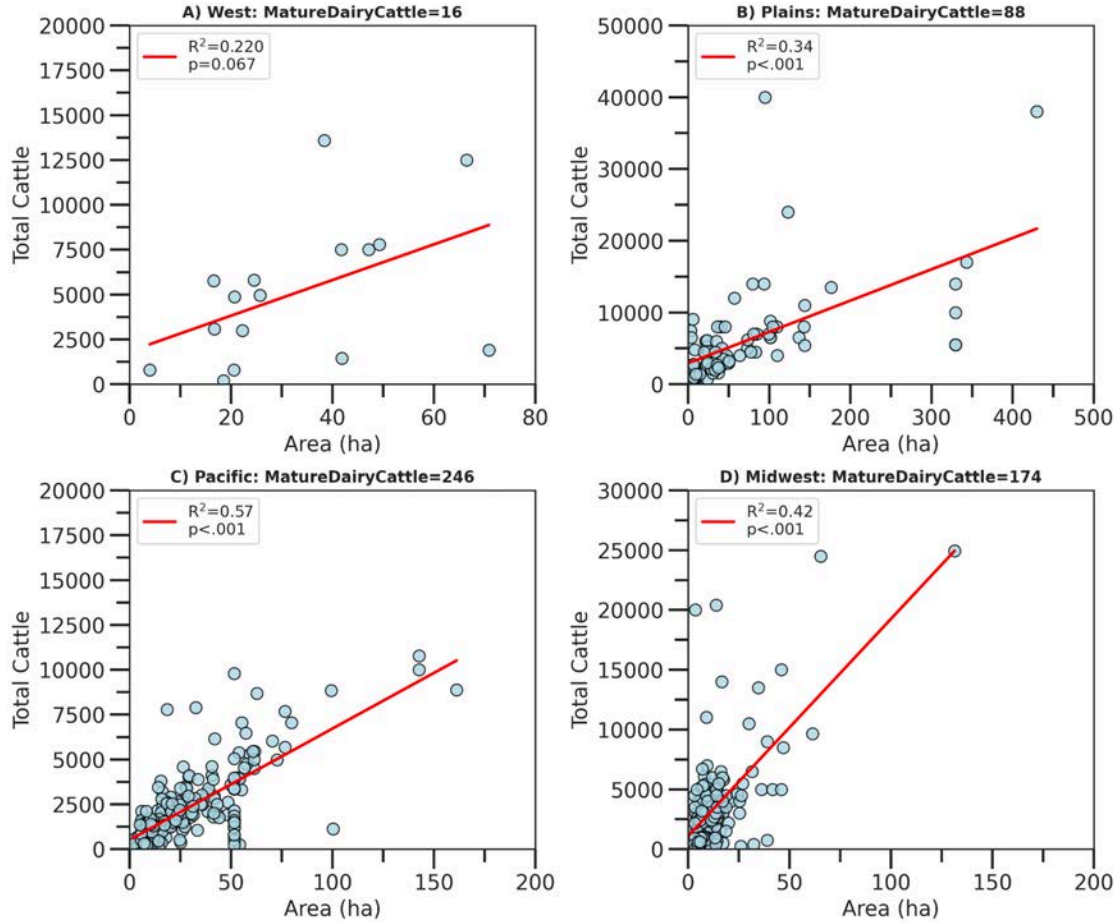 A) West: MatureDairyCattle=16
R²=0.220
p=0.067
20000
17500
15000
12500
10000
7500
5000
2500
0
Total Cattle
0 20 40 60 80
Area (ha)
B) Plains: MatureDairyCattle=88
R²=0.34
p<.001
50000
40000
30000
20000
10000
0
Total Cattle
0 100 200 300 400 500
Area (ha)
C) Pacific: MatureDairyCattle=246
R²=0.57
p<.001
20000
17500
15000
12500
10000
7500
5000
2500
0
Total Cattle
0 50 100 150 200
Area (ha)
D) Midwest: MatureDairyCattle=174
R²=0.42
p<.001
30000
25000
20000
15000
10000
5000
0
Total Cattle
0 50 100 150 200
Area (ha)